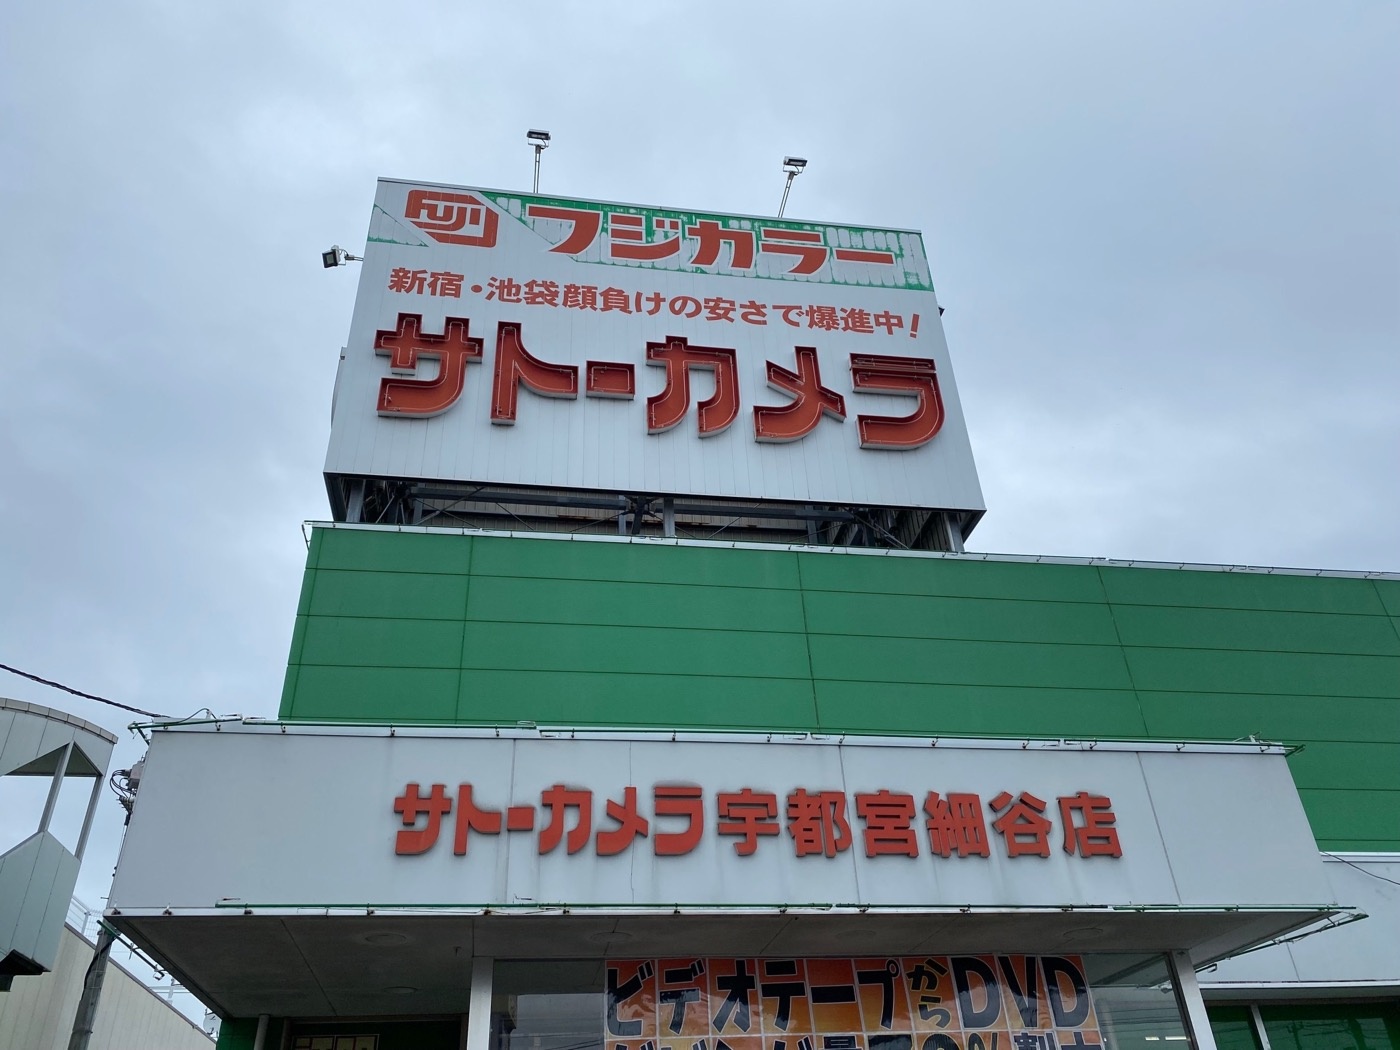 FUJI フジカラー
新宿・池袋顔負けの安さで爆進中!
サトーカメラ
サトーカメラ宇都宮細谷店
ビデオテープからDVD